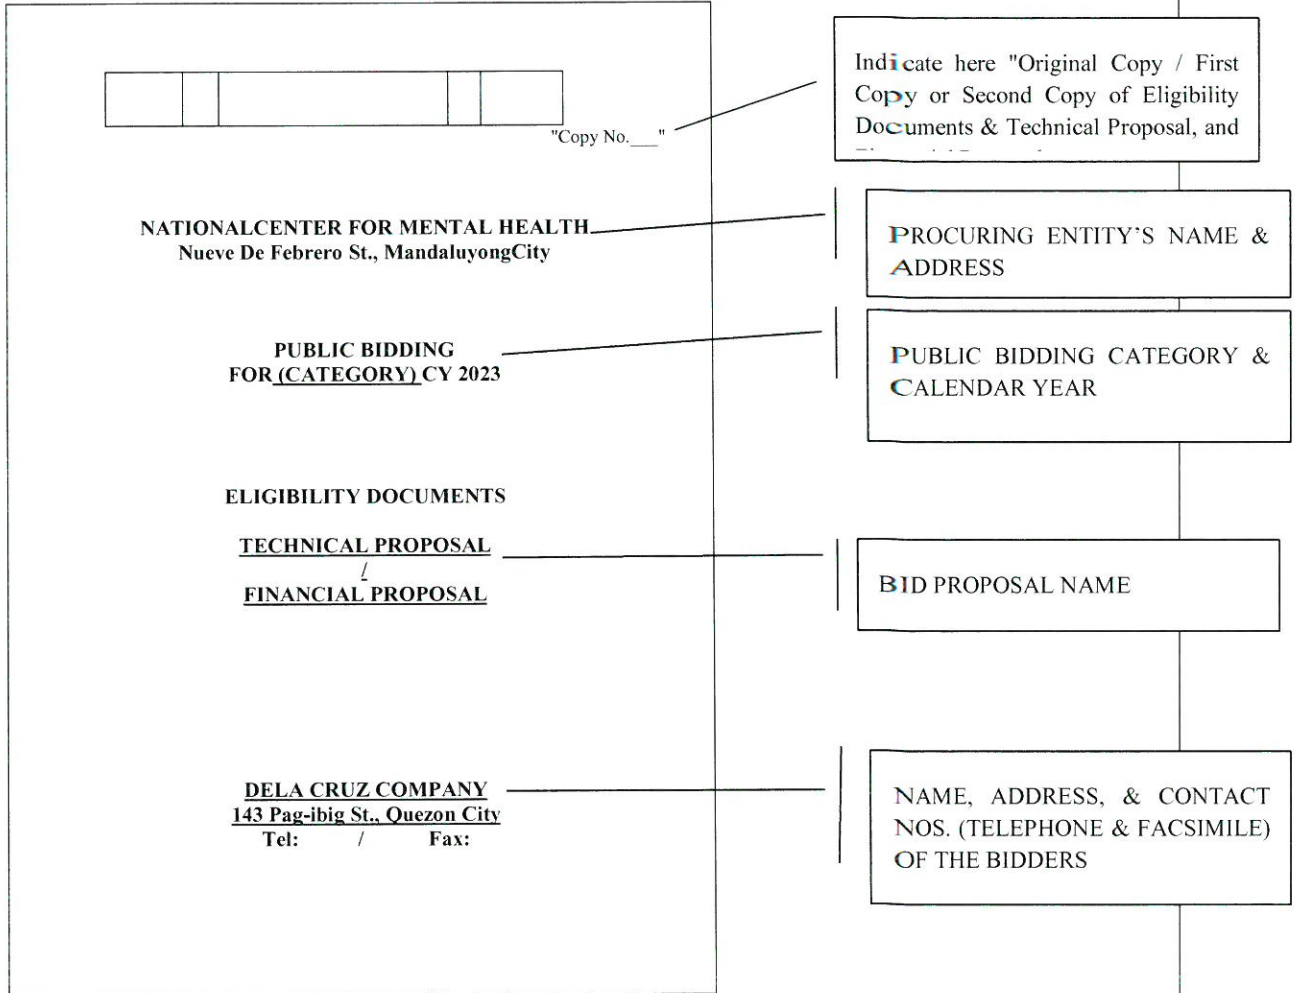 Indicate here "Original Copy / First
Copy or Second Copy of Eligibility
Documents & Technical Proposal, and
"Copy No.___"
NATIONALCENTER FOR MENTAL HEALTH
Nueve De Febrero St., MandaluyongCity
PROCURING ENTITY'S NAME &
ADDRESS
PUBLIC BIDDING
FOR (CATEGORY) CY 2023
PUBLIC BIDDING CATEGORY &
CALENDAR YEAR
ELIGIBILITY DOCUMENTS
TECHNICAL PROPOSAL
/
FINANCIAL PROPOSAL
BID PROPOSAL NAME
DELA CRUZ COMPANY
143 Pag-ibig St., Quezon City
Tel: / Fax:
NAME, ADDRESS, & CONTACT
NOS. (TELEPHONE & FACSIMILE)
OF THE BIDDERS